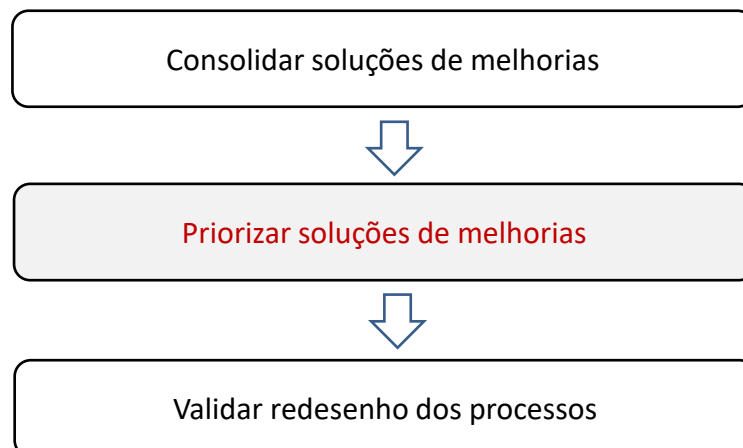 Consolidar soluções de melhorias
Priorizar soluções de melhorias
Validar redesenho dos processos